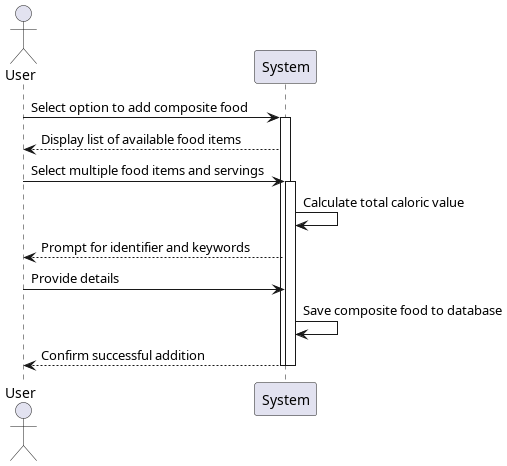 User
System
Select option to add composite food
Display list of available food items
Select multiple food items and servings
Calculate total caloric value
Prompt for identifier and keywords
Provide details
Save composite food to database
Confirm successful addition
User
System